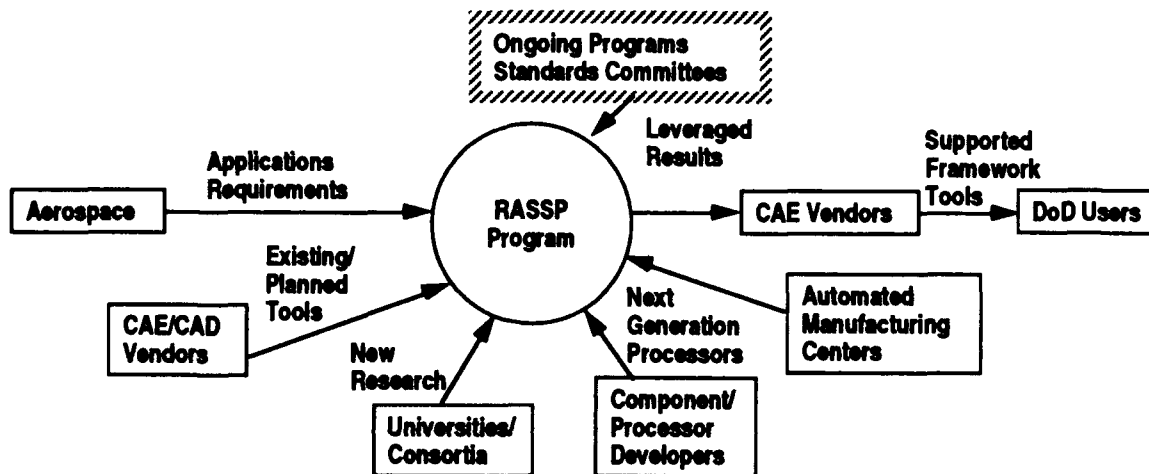 Ongoing Programs
Standards Committees
Leveraged
Results
Supported
Framework
Tools
Applications
Requirements
Aerospace
RASSP
Program
CAE Vendors
DoD Users
Existing/
Planned
Tools
CAE/CAD
Vendors
New
Research
Universities/
Consortia
Next
Generation
Processors
Component/
Processor
Developers
Automated
Manufacturing
Centers